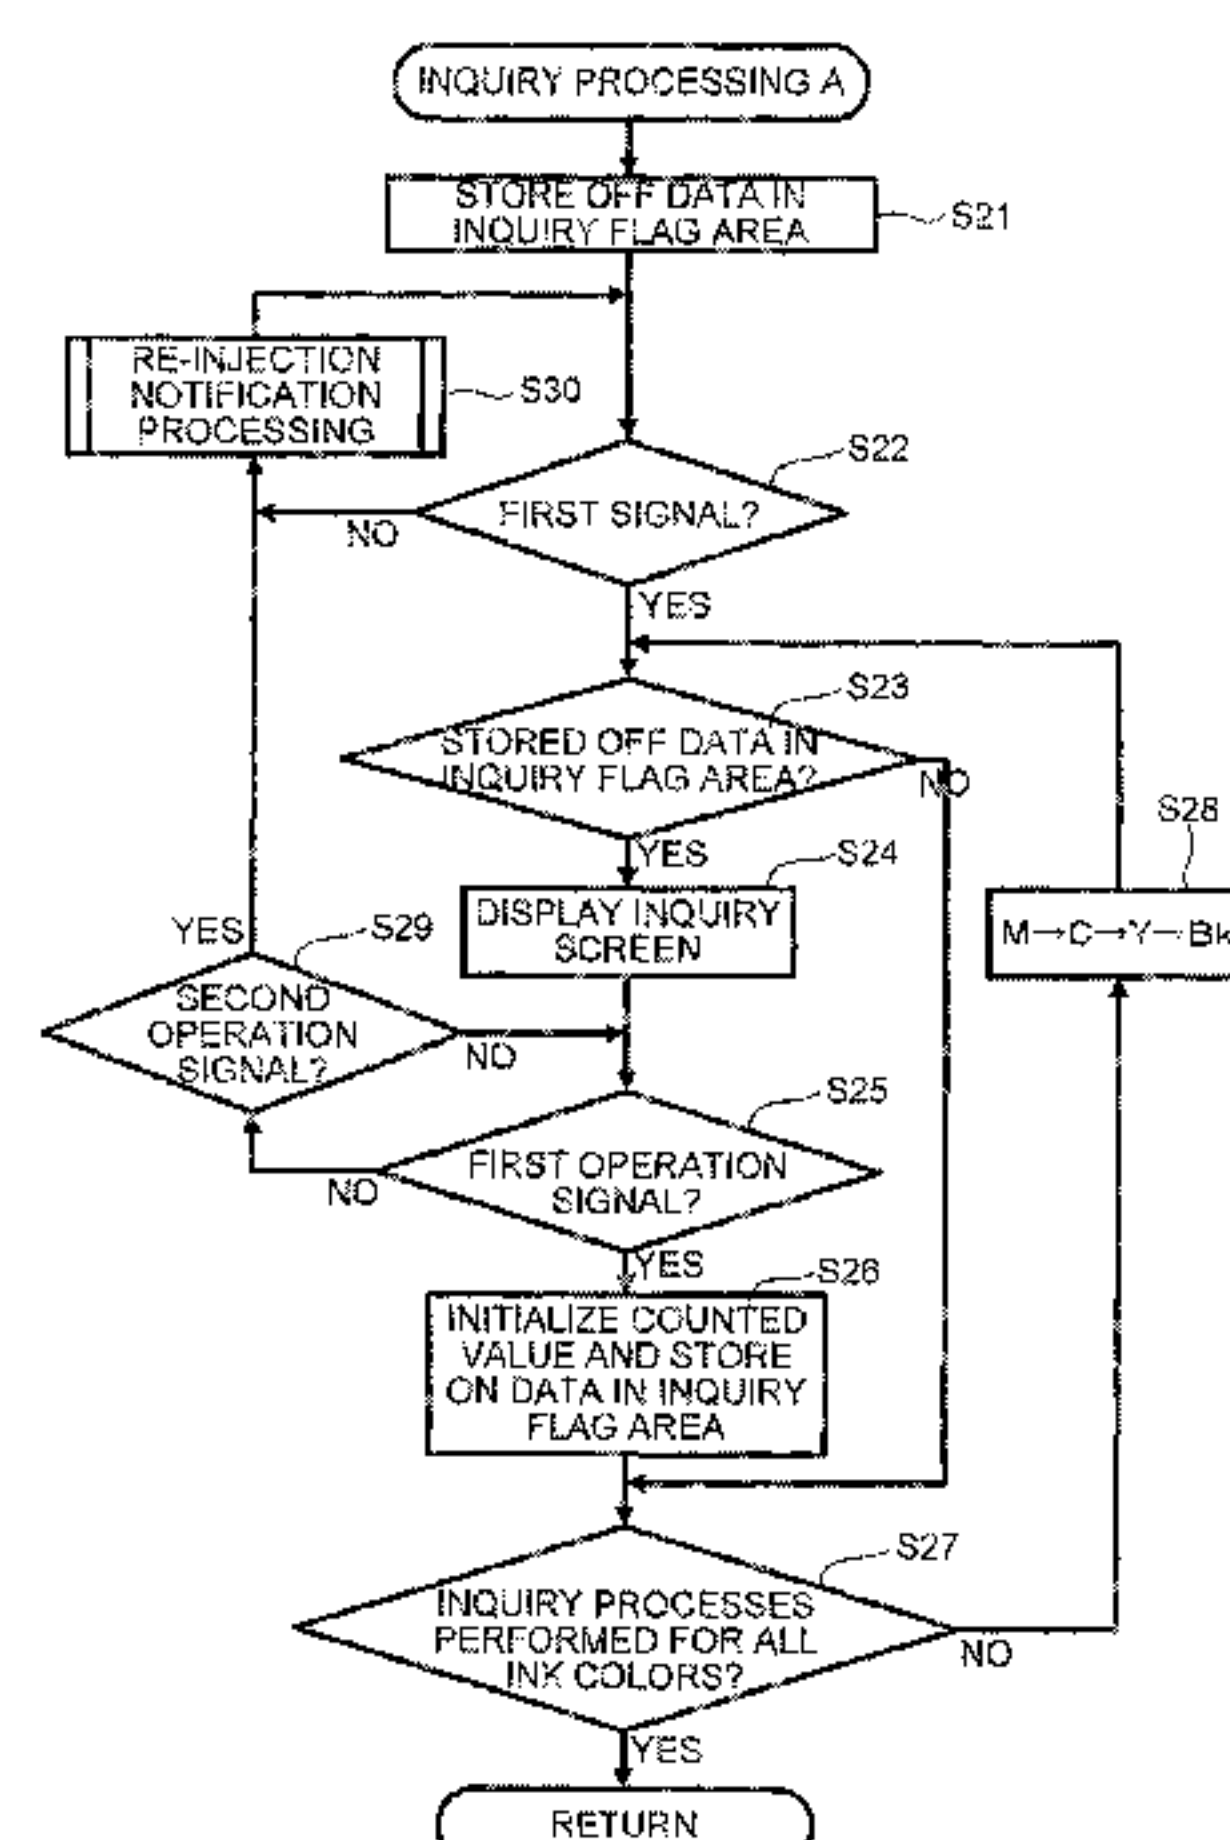 INQUIRY PROCESSING A
STORE OFF DATA IN
INQUIRY FLAG AREA
S21
RE-INJECTION
NOTIFICATION
PROCESSING
S30
S22
FIRST SIGNAL?
NO
YES
S23
STORED OFF DATA IN
INQUIRY FLAG AREA?
NO
YES
S24
S28
DISPLAY INQUIRY
SCREEN
M→C→Y→Bk
YES
S29
SECOND
OPERATION
SIGNAL?
NO
S25
FIRST OPERATION
SIGNAL?
NO
YES
S26
INITIALIZE COUNTED
VALUE AND STORE
ON DATA IN INQUIRY
FLAG AREA
S27
INQUIRY PROCESSES
PERFORMED FOR ALL
INK COLORS?
NO
YES
RETURN